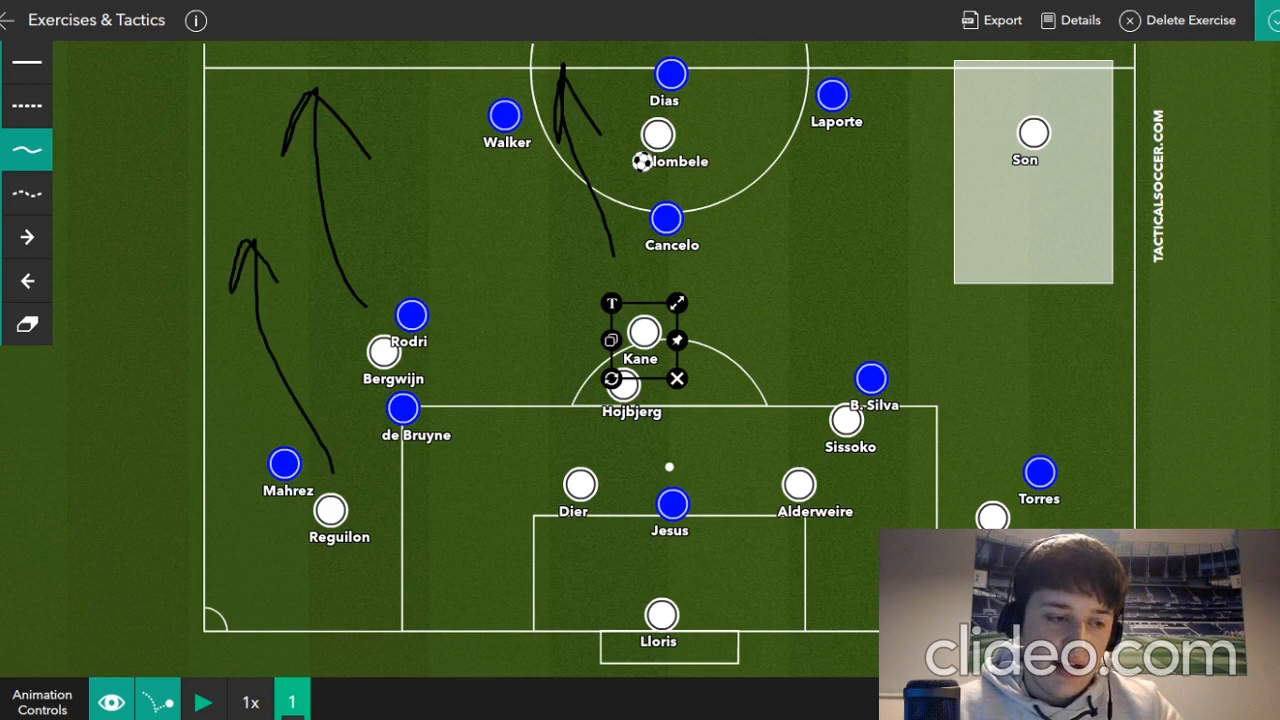 Exercises & Tactics
Export
Details
Delete Exercise
Dias
Laporte
Walker
lombele
Son
TACTICALSOCCER.COM
Cancelo
Rodri
Bergwijn
T
Kane
Hojbjerg
B. Silva
de Bruyne
Sissoko
Mahrez
Reguilon
Dier
Jesus
Alderweire
Torres
Lloris
clideo.com
Animation
Controls
1x
1